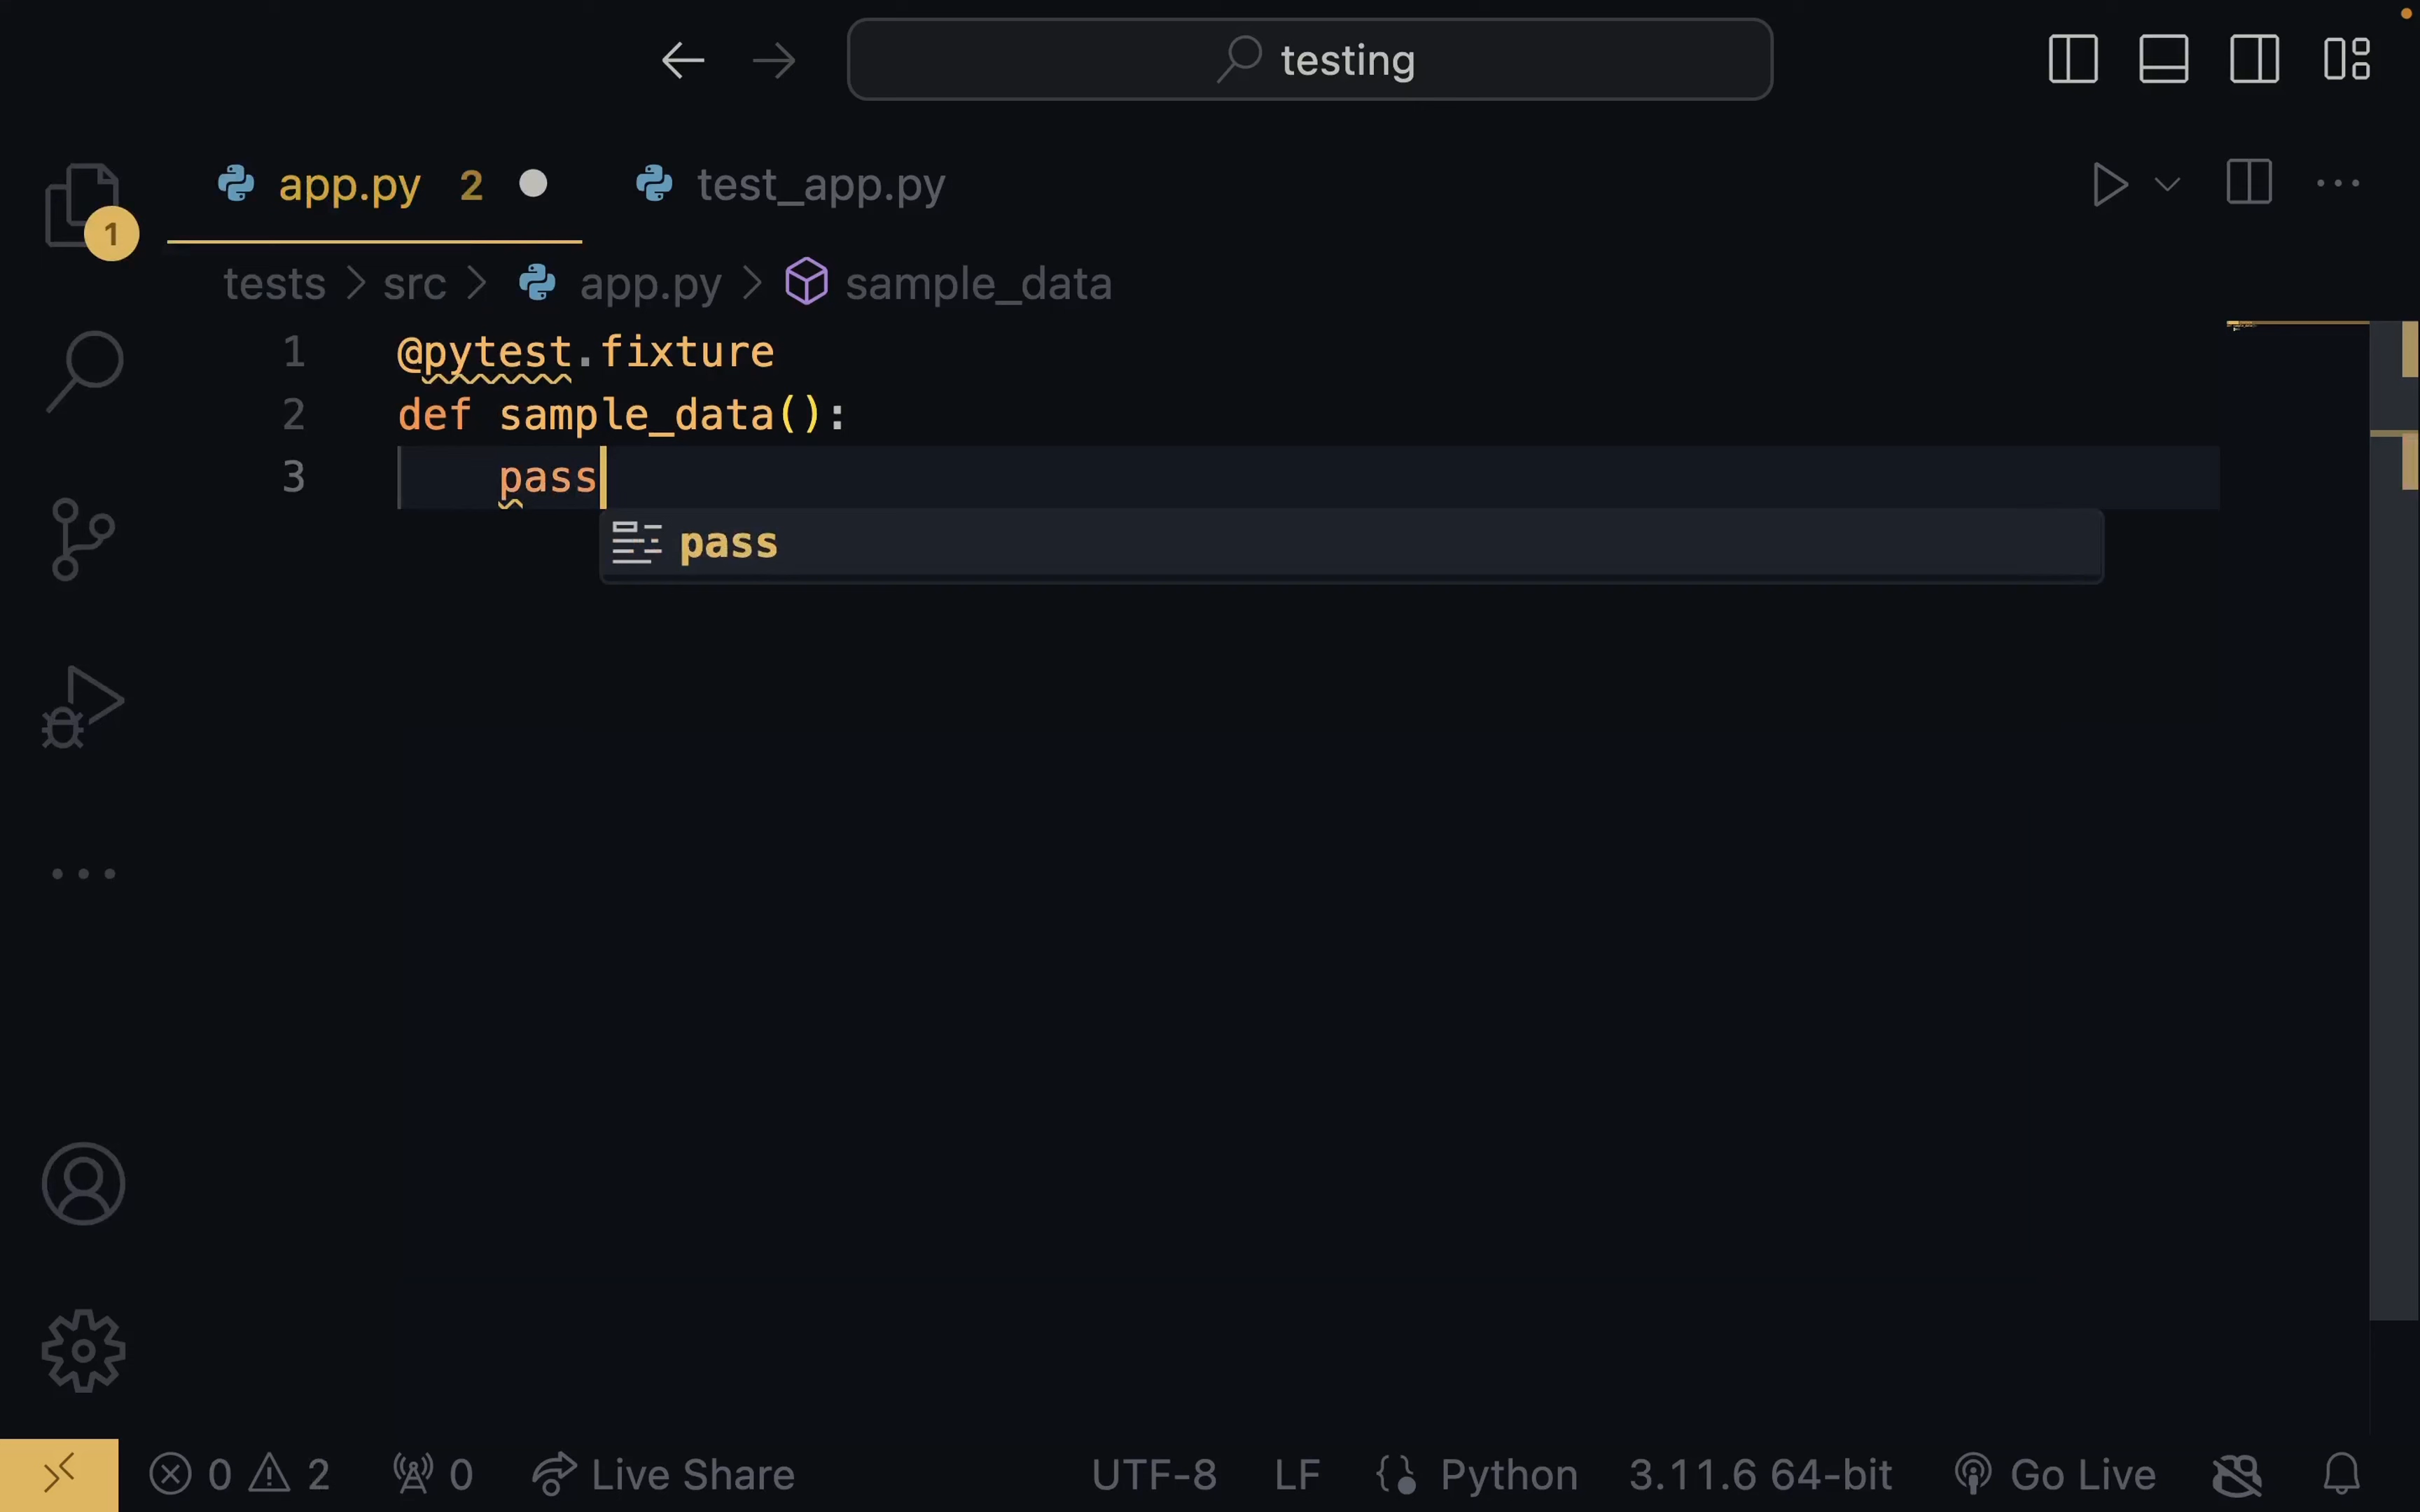 testing
1
app.py 2 test_app.py
tests > src > app.py > sample_data
1 @pytest.fixture
2 def sample_data():
3     pass
pass
0 2 0 Live Share UTF-8 LF Python 3.11.6 64-bit Go Live